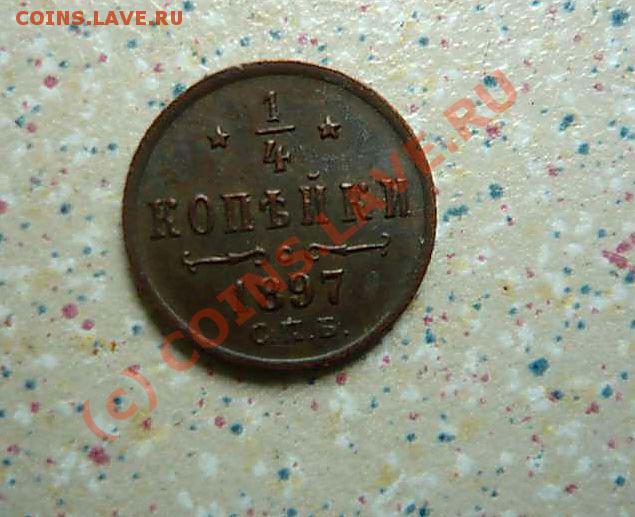 COINS.LAVE.RU
1
4
КОПѢЙКИ
1897
С.П.Б.
(c) COINS.LAVE.RU